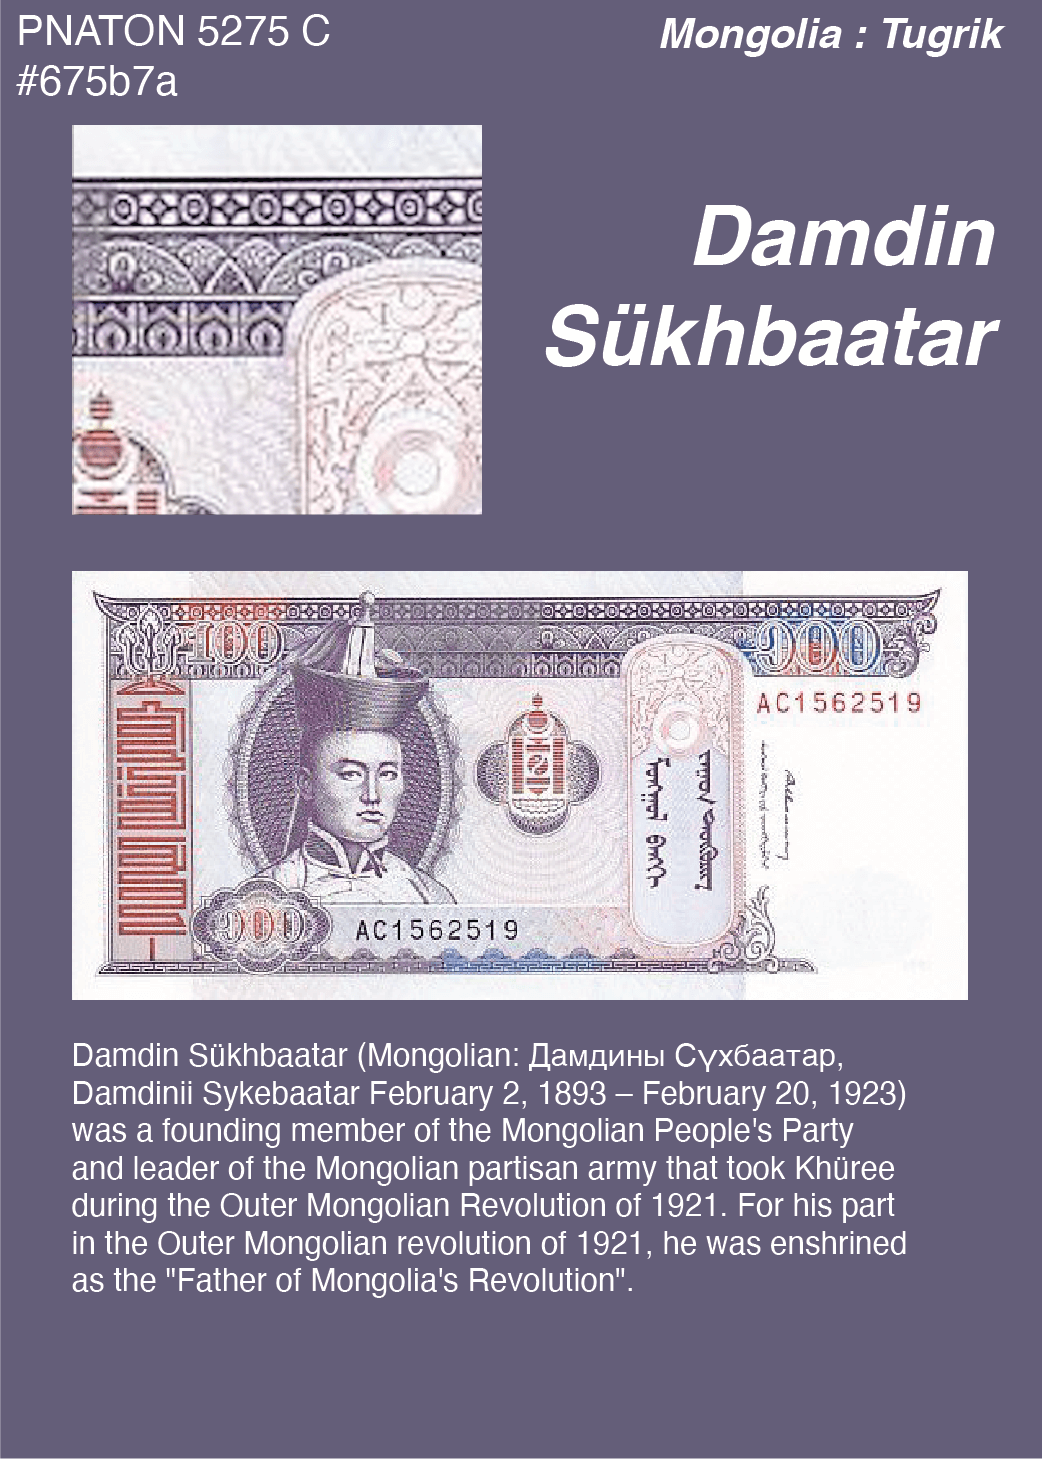 PNATON 5275 C
#675b7a
Mongolia : Tugrik
Damdin
Sükhbaatar
100
100
AC1562519
100
AC1562519
Damdin Sükhbaatar (Mongolian: Дамдины Сүхбаатар,
Damdinii Sykebaatar February 2, 1893 – February 20, 1923)
was a founding member of the Mongolian People's Party
and leader of the Mongolian partisan army that took Khüree
during the Outer Mongolian Revolution of 1921. For his part
in the Outer Mongolian revolution of 1921, he was enshrined
as the "Father of Mongolia's Revolution".